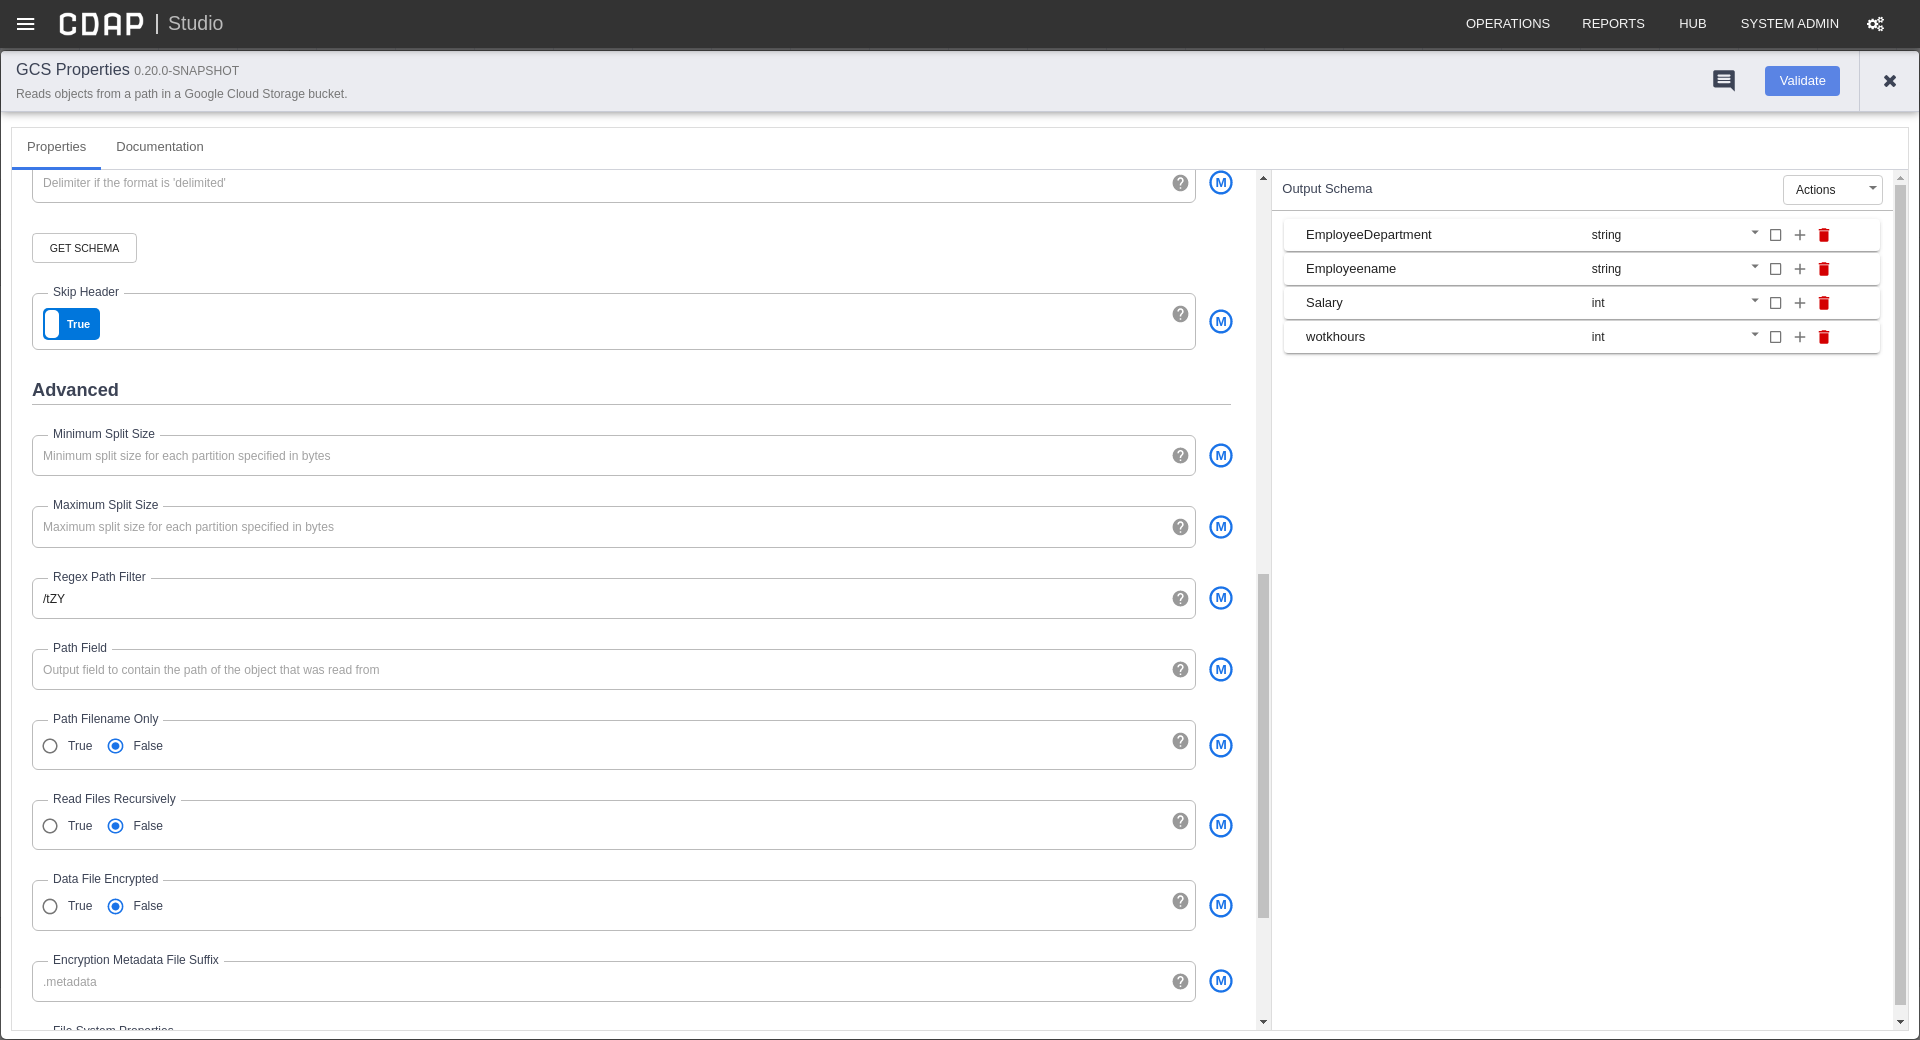 CDAP | Studio
OPERATIONS REPORTS HUB SYSTEM ADMIN
GCS Properties 0.20.0-SNAPSHOT
Reads objects from a path in a Google Cloud Storage bucket.
Validate
Properties Documentation
Delimiter if the format is 'delimited'
M
GET SCHEMA
Skip Header
True
M
Advanced
Minimum Split Size
Minimum split size for each partition specified in bytes
M
Maximum Split Size
Maximum split size for each partition specified in bytes
M
Regex Path Filter
/tZY
M
Path Field
Output field to contain the path of the object that was read from
M
Path Filename Only
True False
M
Read Files Recursively
True False
M
Data File Encrypted
True False
M
Encryption Metadata File Suffix
.metadata
M
File System Properties
Output Schema
Actions
EmployeeDepartment string
Employeename string
Salary int
wotkhours int